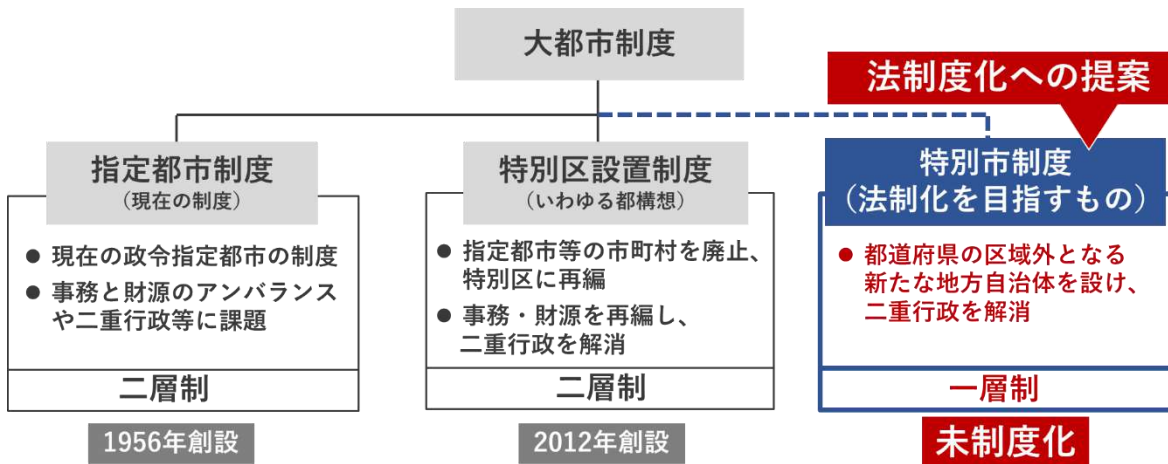 大都市制度
法制度化への提案
指定都市制度
（現在の制度）
● 現在の政令指定都市の制度
● 事務と財源のアンバランス
や二重行政等に課題
二層制
1956年創設
特別区設置制度
（いわゆる都構想）
● 指定都市等の市町村を廃止、
特別区に再編
● 事務・財源を再編し、
二重行政を解消
二層制
2012年創設
特別市制度
（法制化を目指すもの）
● 都道府県の区域外となる
新たな地方自治体を設け、
二重行政を解消
一層制
未制度化